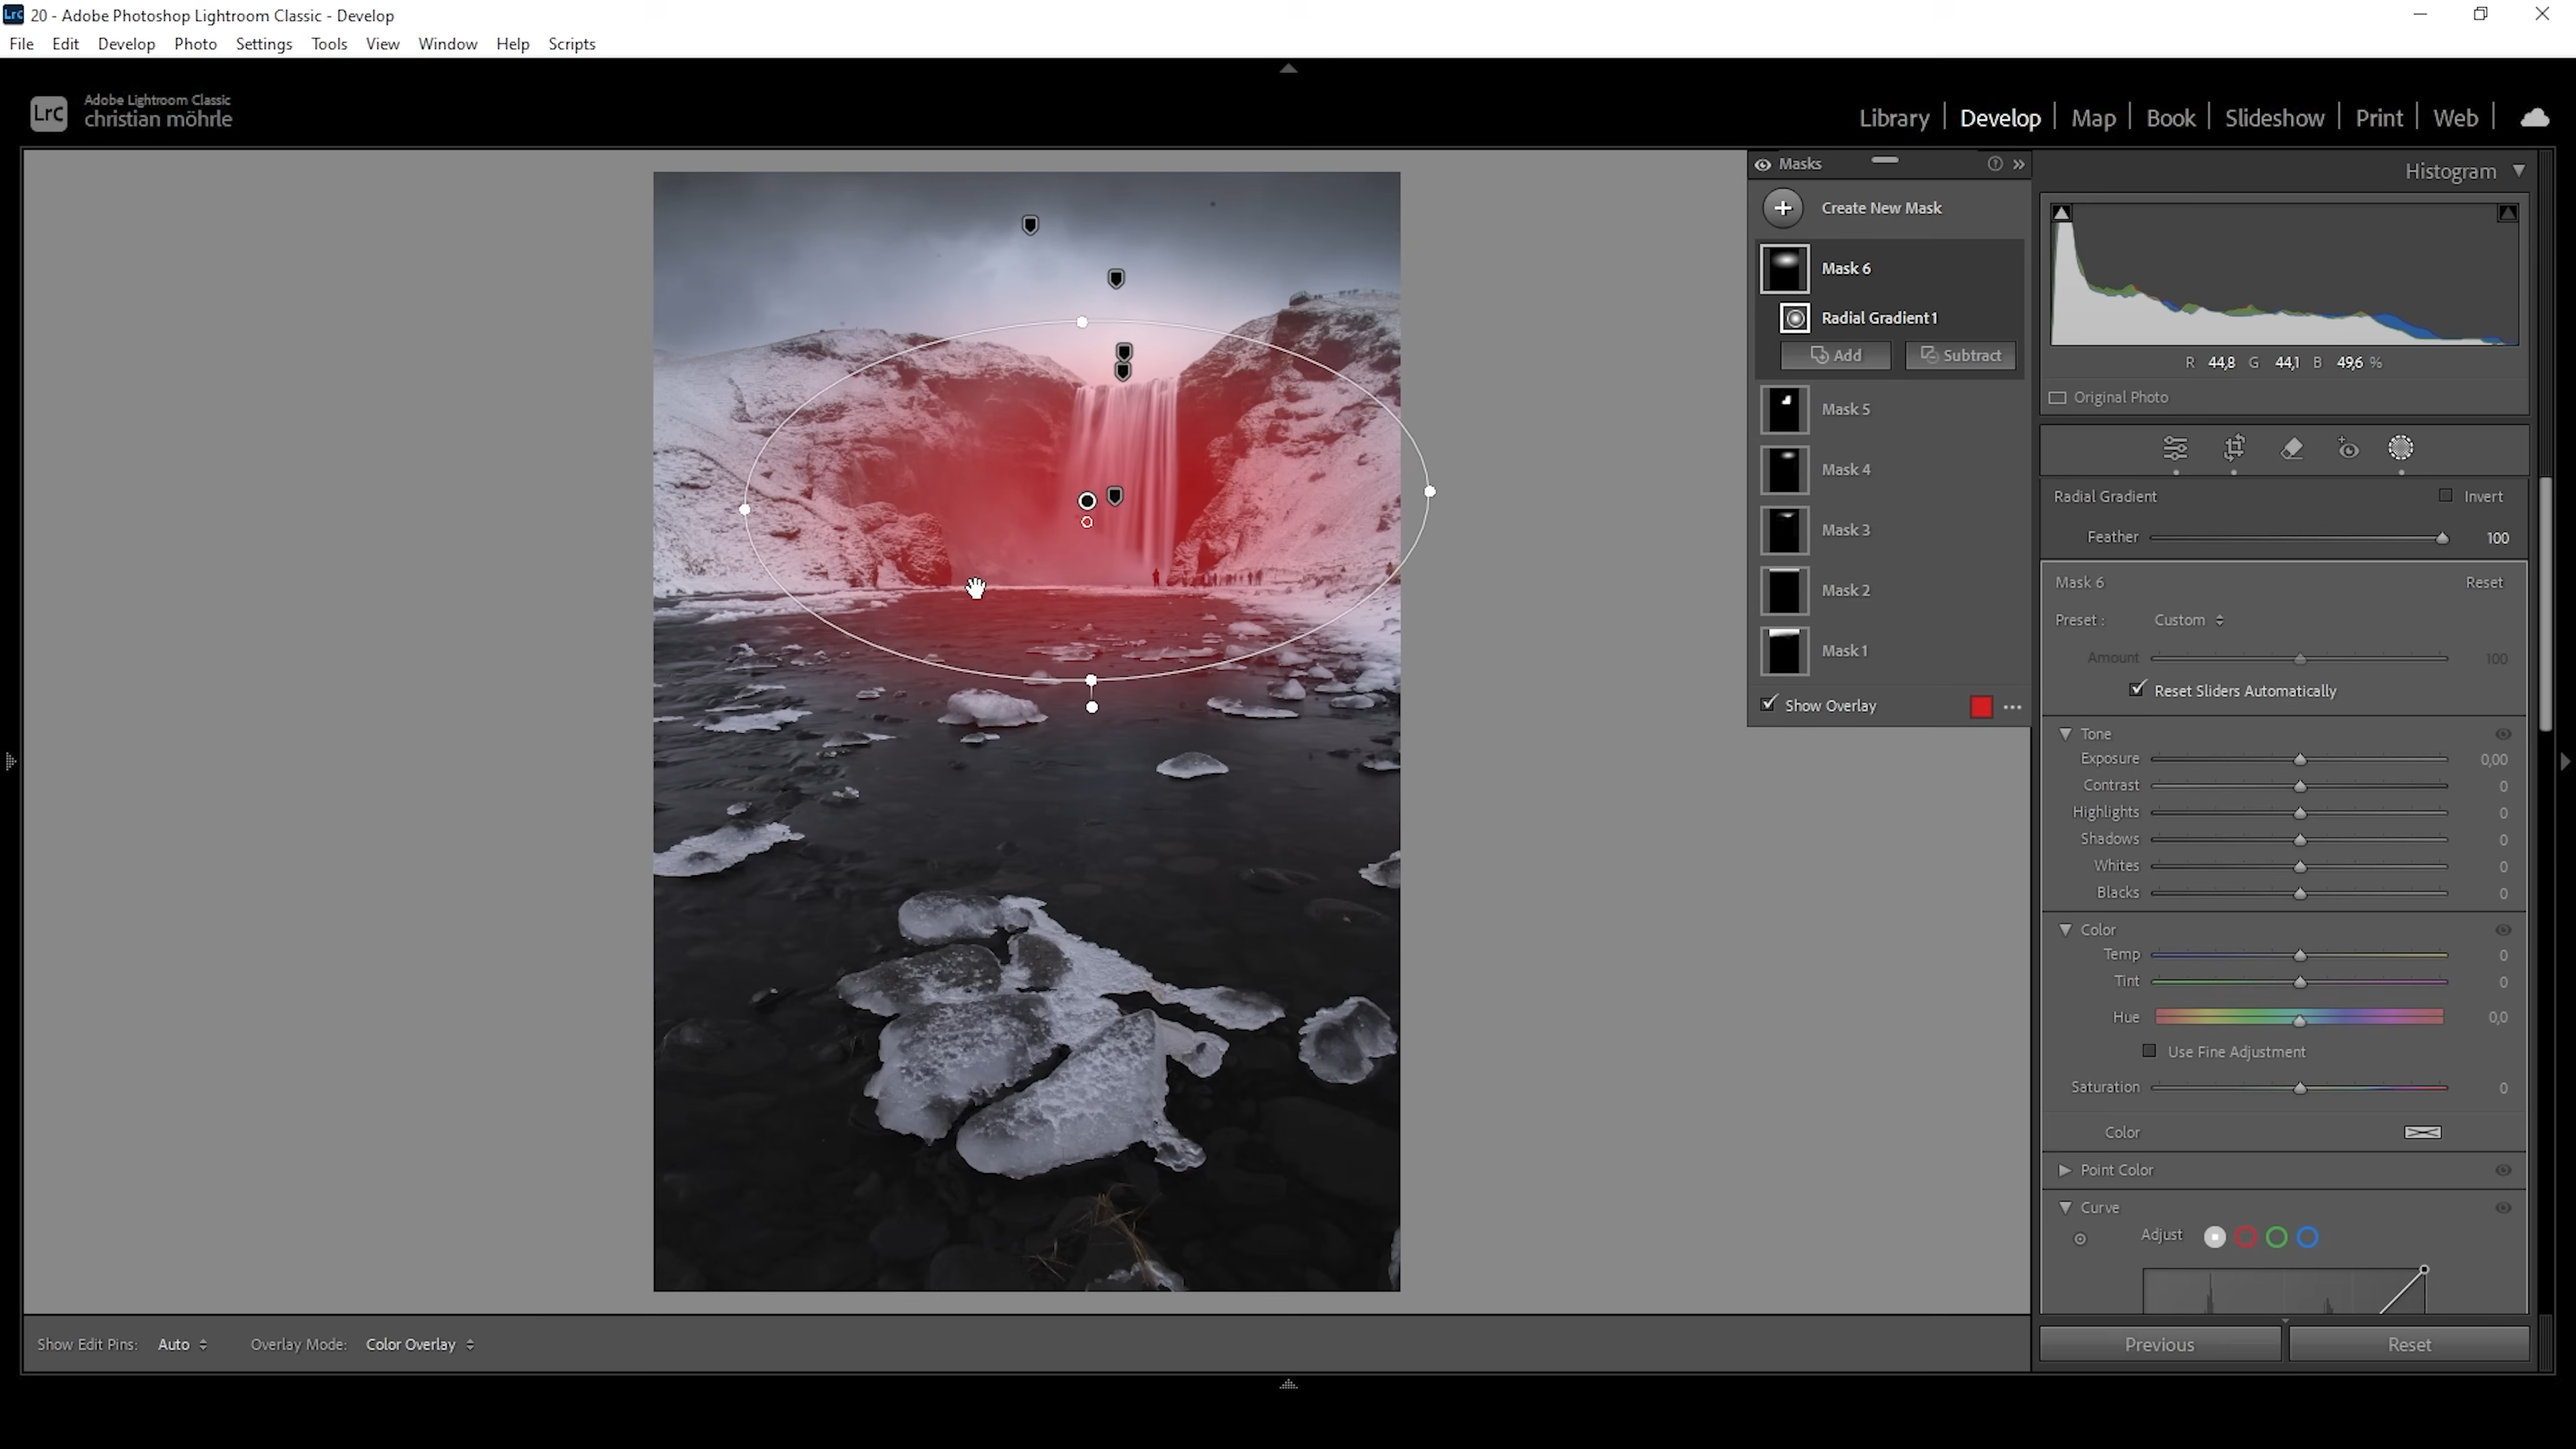 Lrc 20 - Adobe Photoshop Lightroom Classic - Develop
File Edit Develop Photo Settings Tools View Window Help Scripts
Lrc Adobe Lightroom Classic
christian möhrle
Library | Develop | Map | Book | Slideshow | Print | Web |
Masks
Create New Mask
Mask 6
Radial Gradient 1
Add Subtract
Mask 5
Mask 4
Mask 3
Mask 2
Mask 1
Show Overlay
Histogram
R 44,8 G 44,1 B 49,6 %
Original Photo
Radial Gradient Invert
Feather 100
Mask 6 Reset
Preset : Custom
Amount 100
Reset Sliders Automatically
Tone
Exposure 0,00
Contrast 0
Highlights 0
Shadows 0
Whites 0
Blacks 0
Color
Temp 0
Tint 0
Hue 0,0
Use Fine Adjustment
Saturation 0
Color
Point Color
Curve
Adjust
Previous Reset
Show Edit Pins: Auto Overlay Mode: Color Overlay